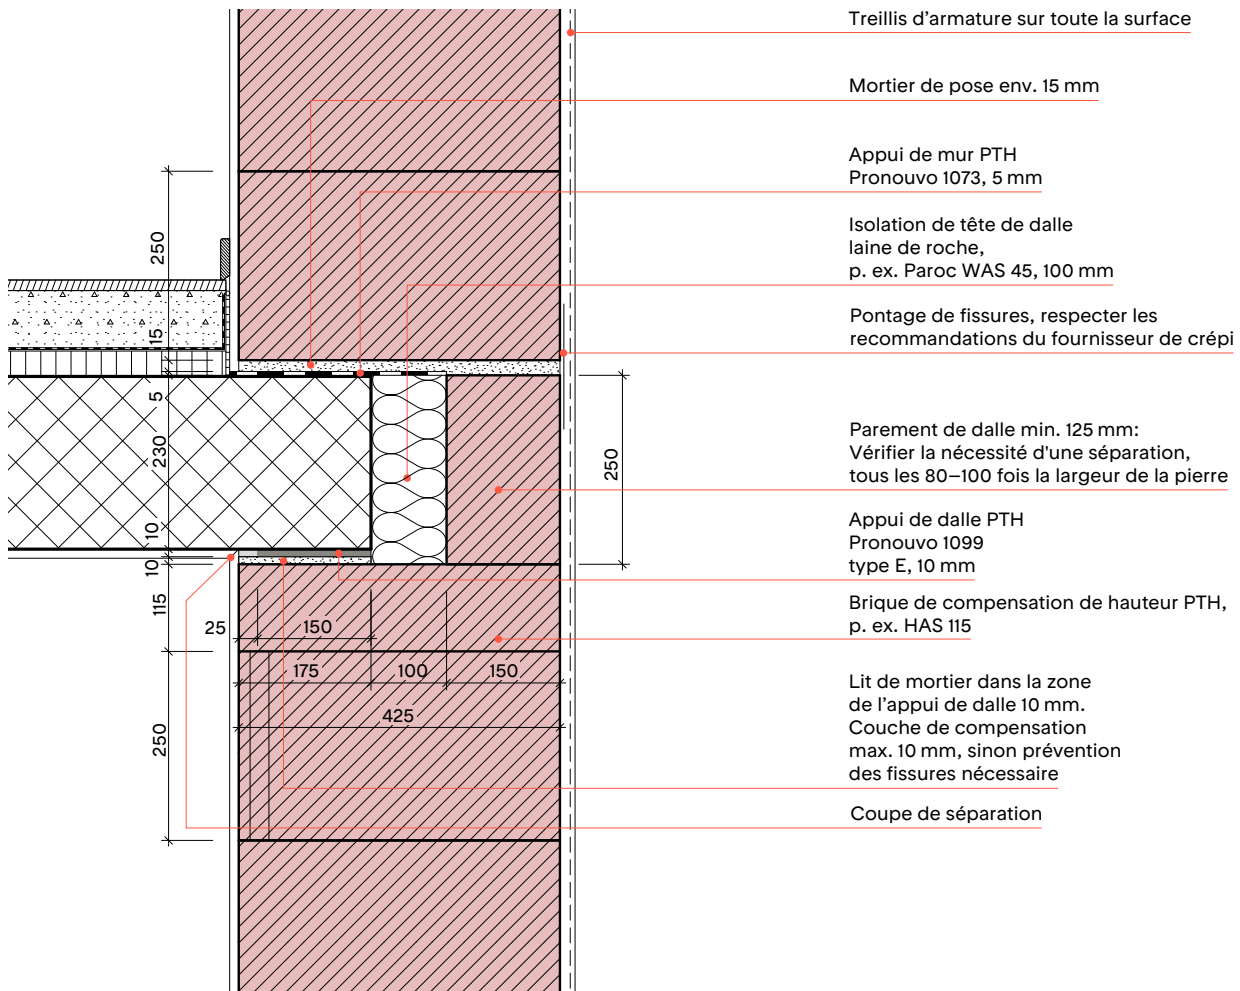 Treillis d’armature sur toute la surface
Mortier de pose env. 15 mm
Appui de mur PTH
Pronouvo 1073, 5 mm
Isolation de tête de dalle
laine de roche,
p. ex. Paroc WAS 45, 100 mm
Pontage de fissures, respecter les
recommandations du fournisseur de crépi
Parement de dalle min. 125 mm:
Vérifier la nécessité d'une séparation,
tous les 80–100 fois la largeur de la pierre
Appui de dalle PTH
Pronouvo 1099
type E, 10 mm
Brique de compensation de hauteur PTH,
p. ex. HAS 115
Lit de mortier dans la zone
de l’appui de dalle 10 mm.
Couche de compensation
max. 10 mm, sinon prévention
des fissures nécessaire
Coupe de séparation
250
15
5
230
10
10
115
250
250
25
150
175
100
150
425